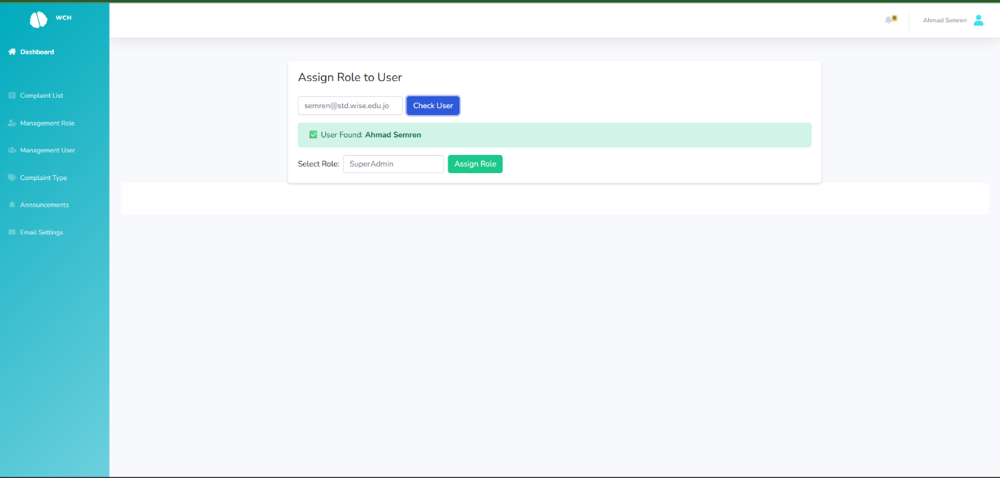 WCH
0
Ahmad Semren
Dashboard
Complaint List
Management Role
Management User
Complaint Type
Announcements
Email Settings
Assign Role to User
semren@std.wise.edu.jo
Check User
User Found: Ahmad Semren
Select Role:
SuperAdmin
Assign Role